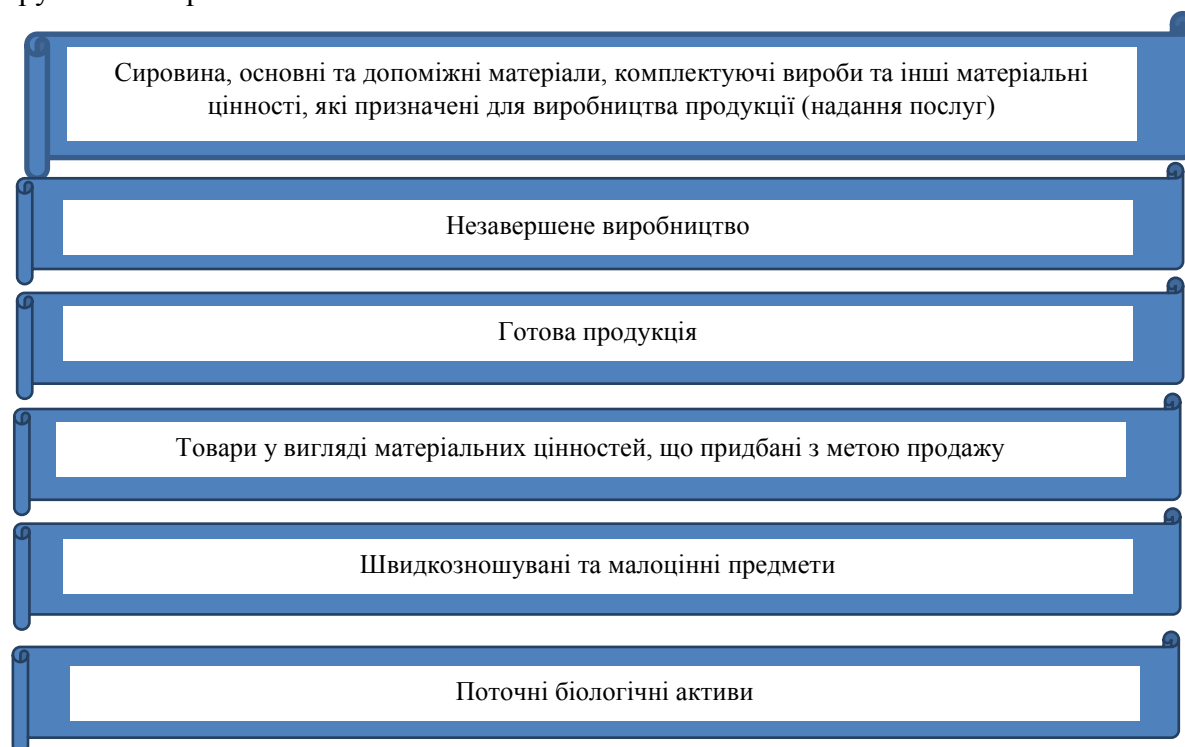 Сировина, основні та допоміжні матеріали, комплектуючі вироби та інші матеріальні
цінності, які призначені для виробництва продукції (надання послуг)
Незавершене виробництво
Готова продукція
Товари у вигляді матеріальних цінностей, що придбані з метою продажу
Швидкозношувані та малоцінні предмети
Поточні біологічні активи